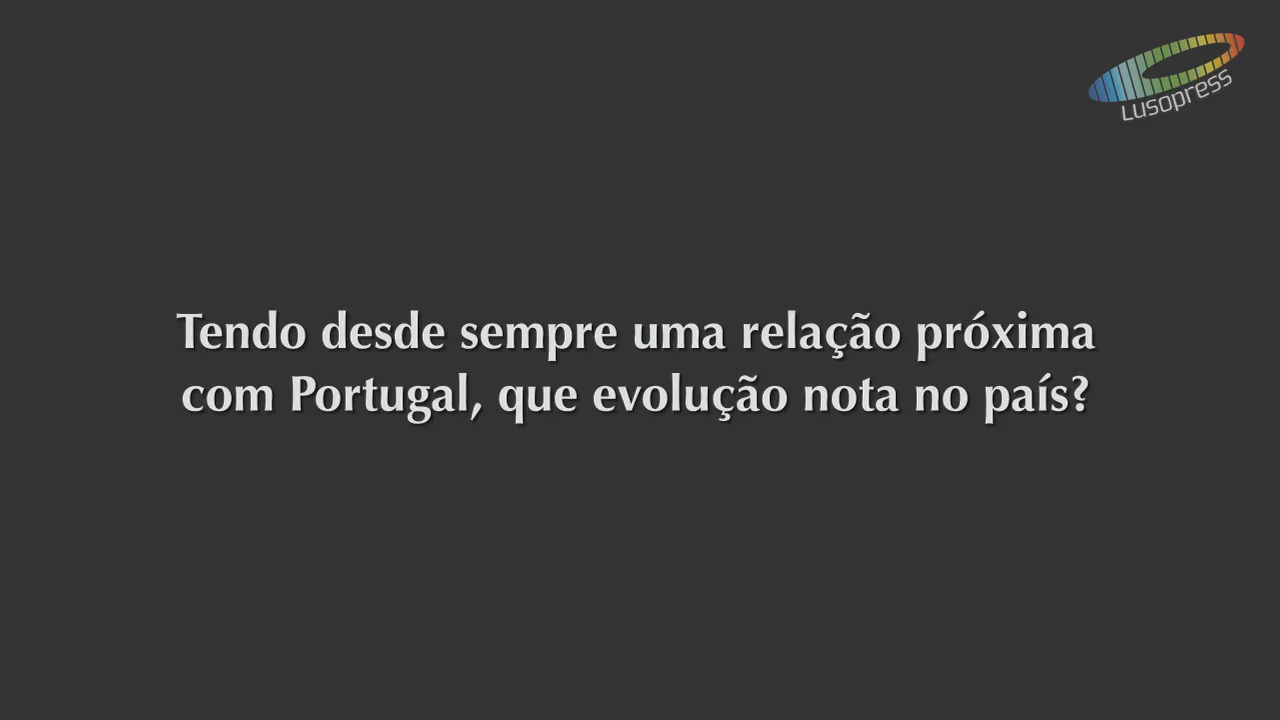 Lusopress
Tendo desde sempre uma relação próxima
com Portugal, que evolução nota no país?